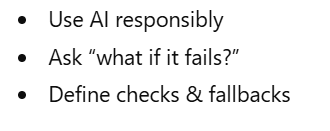 • Use AI responsibly
• Ask “what if it fails?”
• Define checks & fallbacks